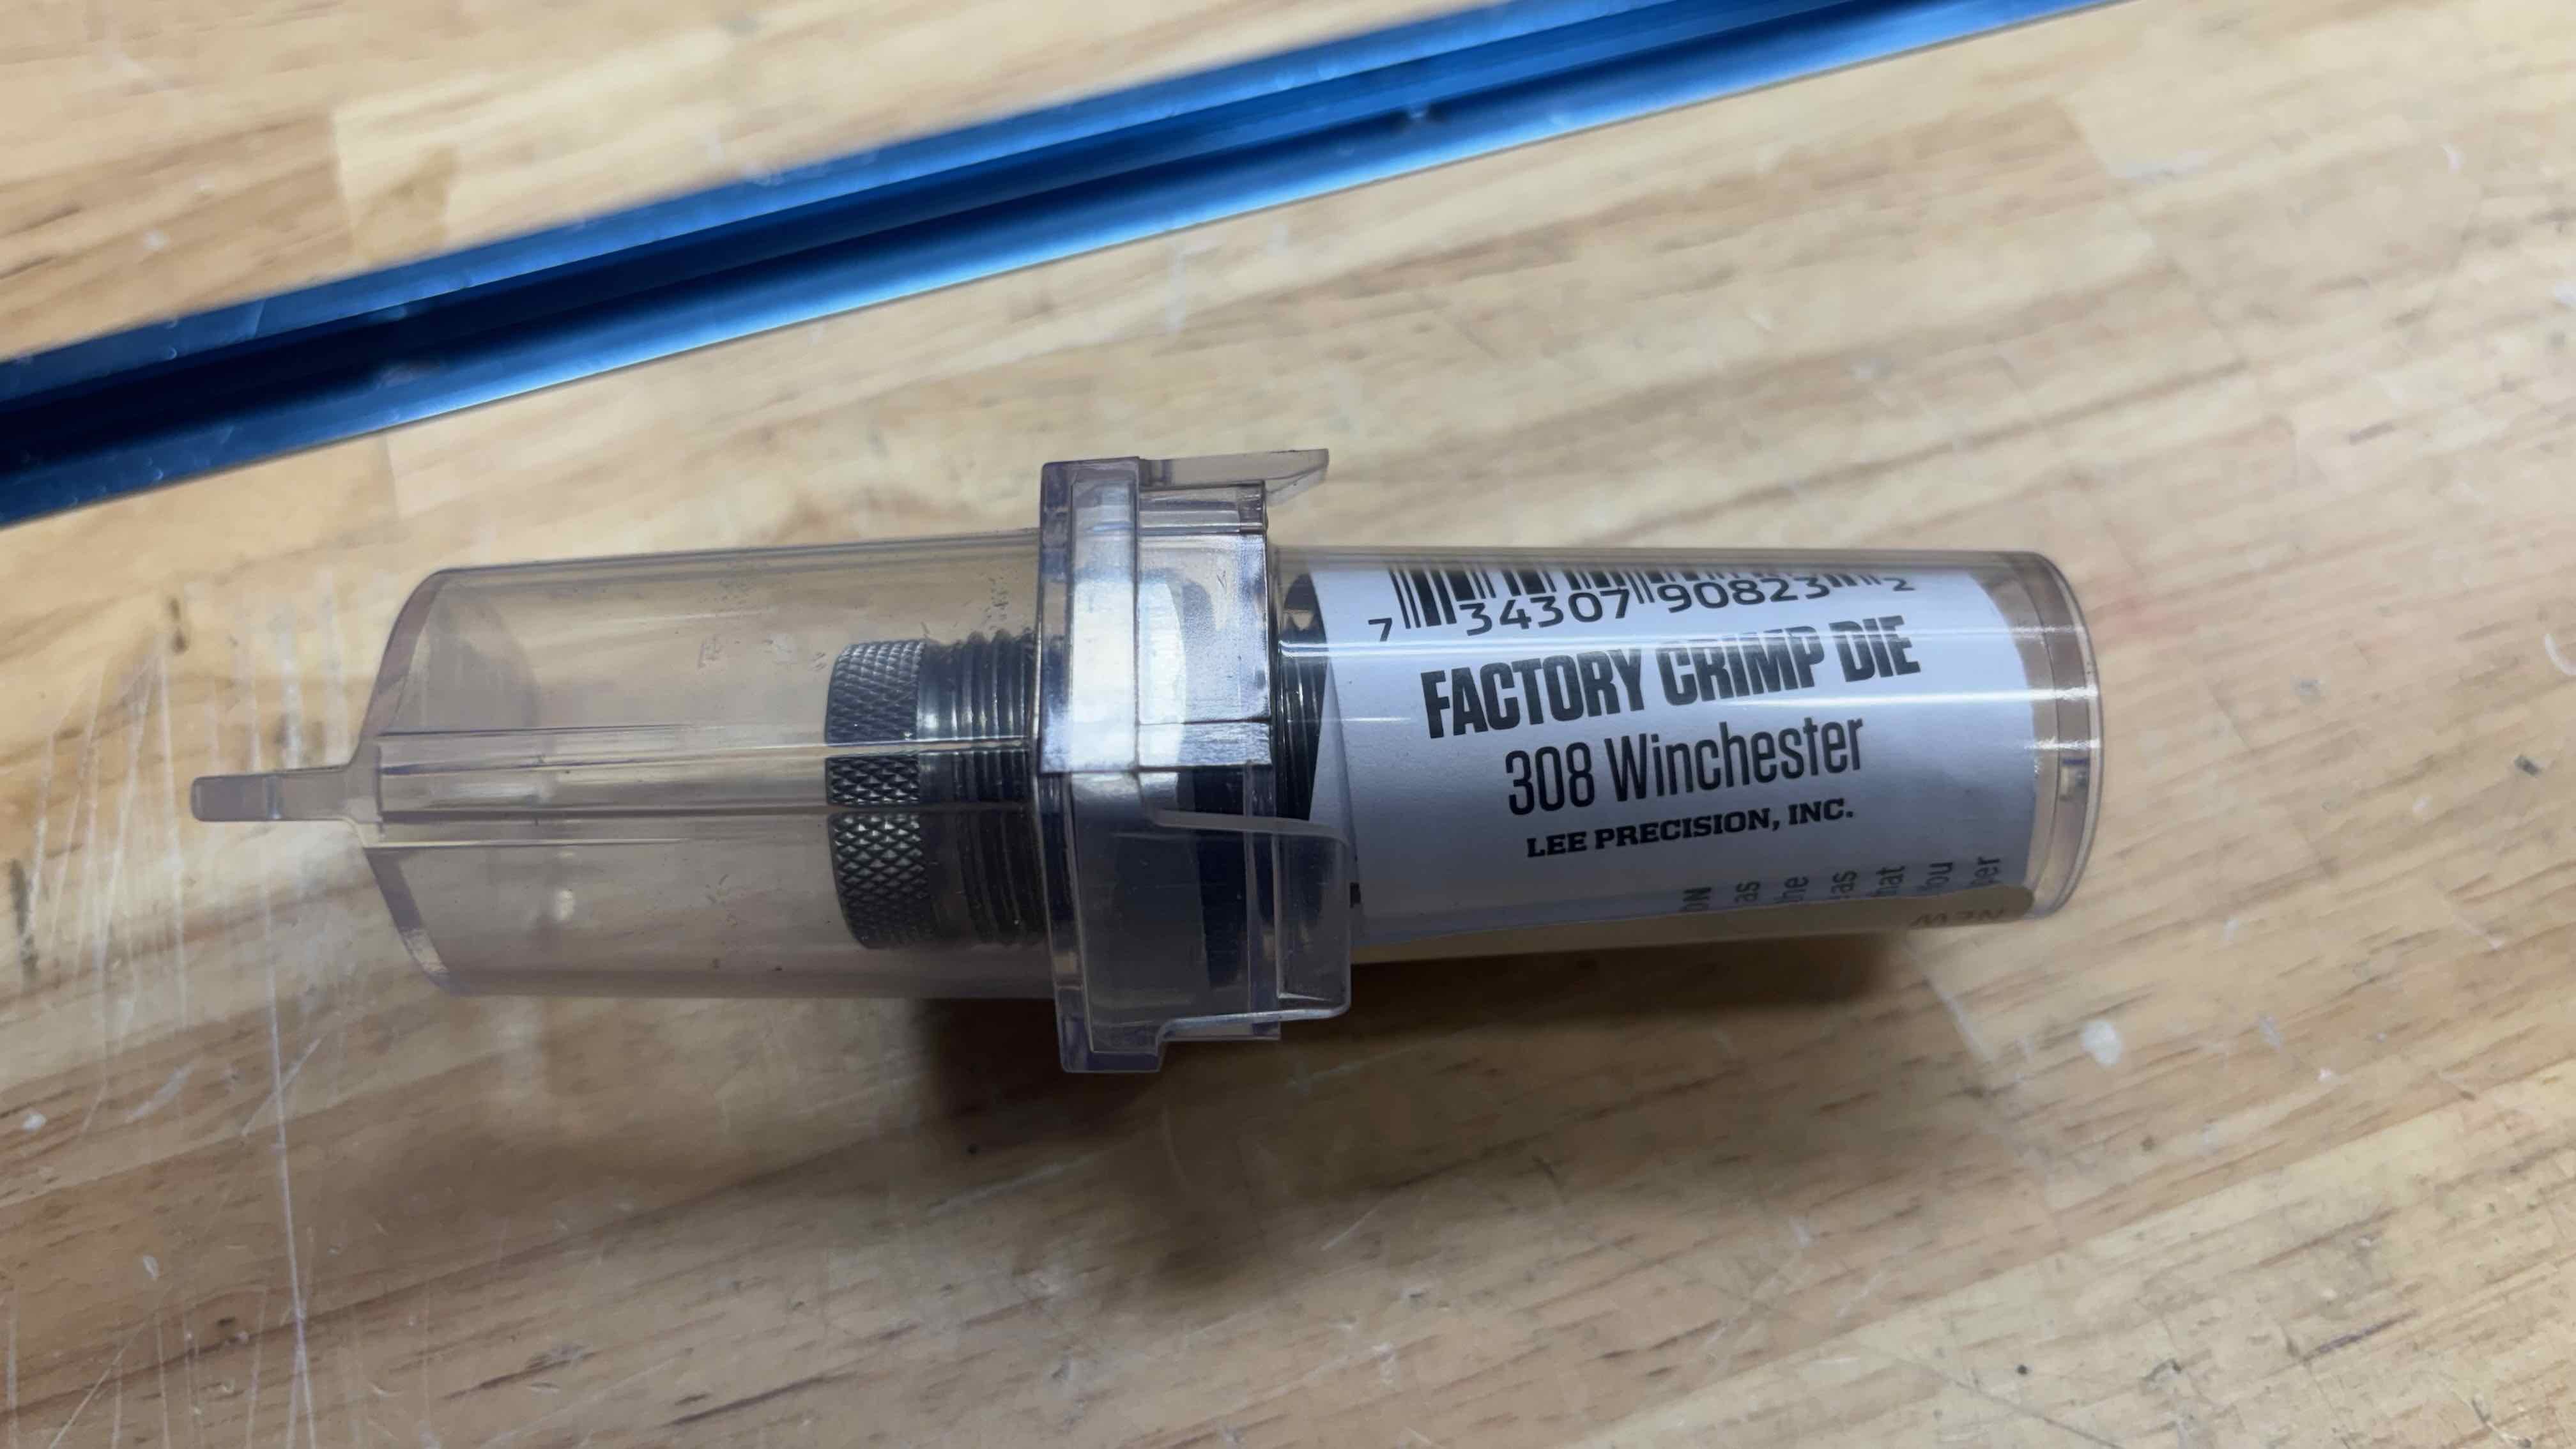 7 34307 90823 2
FACTORY CRIMP DIE
308 Winchester
LEE PRECISION, INC.